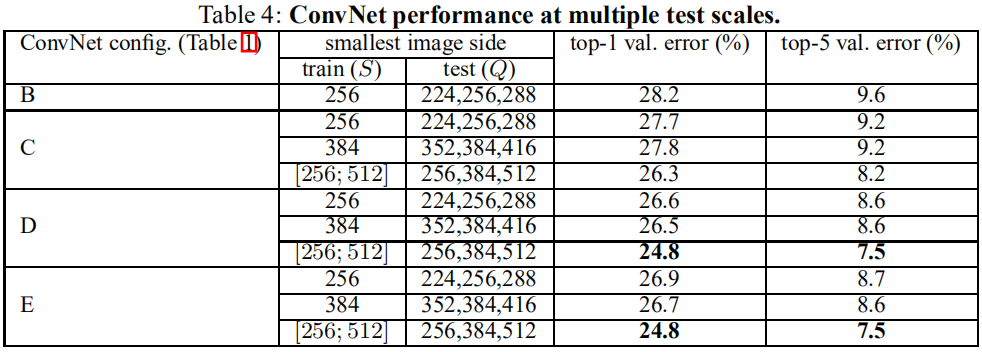 Table 4: ConvNet performance at multiple test scales.
ConvNet config. (Table 1) smallest image side top-1 val. error (%) top-5 val. error (%)
train (S) test (Q)
B 256 224,256,288 28.2 9.6
256 224,256,288 27.7 9.2
C 384 352,384,416 27.8 9.2
[256; 512] 256,384,512 26.3 8.2
256 224,256,288 26.6 8.6
D 384 352,384,416 26.5 8.6
[256; 512] 256,384,512 24.8 7.5
256 224,256,288 26.9 8.7
E 384 352,384,416 26.7 8.6
[256; 512] 256,384,512 24.8 7.5